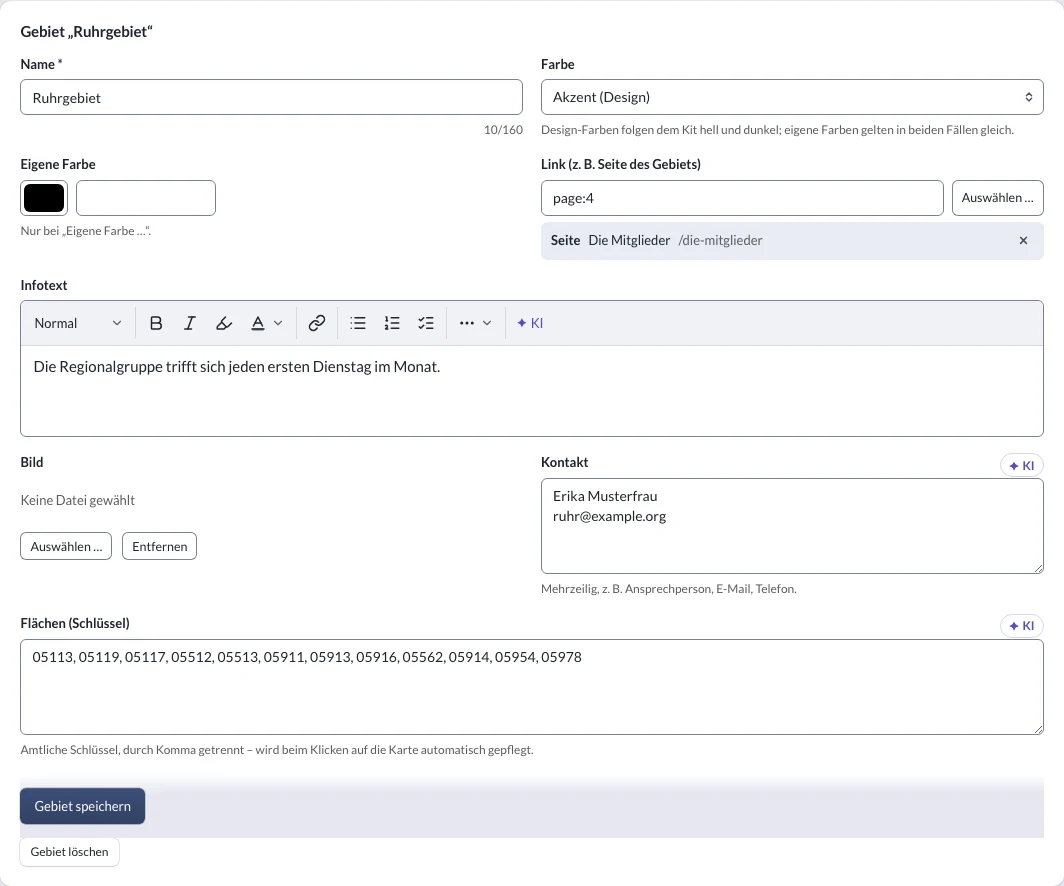 Gebiet „Ruhrgebiet“
Name *
Farbe
Ruhrgebiet
Akzent (Design)
10/160
Design-Farben folgen dem Kit hell und dunkel; eigene Farben gelten in beiden Fällen gleich.
Eigene Farbe
Link (z. B. Seite des Gebiets)
page:4
Auswählen ...
Nur bei „Eigene Farbe ...“.
Seite Die Mitglieder /die-mitglieder
Infotext
Normal
KI
Die Regionalgruppe trifft sich jeden ersten Dienstag im Monat.
Bild
Kontakt
KI
Keine Datei gewählt
Erika Musterfrau
ruhr@example.org
Auswählen ...
Entfernen
Mehrzeilig, z. B. Ansprechperson, E-Mail, Telefon.
Flächen (Schlüssel)
KI
05113, 05119, 05117, 05512, 05513, 05911, 05913, 05916, 05562, 05914, 05954, 05978
Amtliche Schlüssel, durch Komma getrennt – wird beim Klicken auf die Karte automatisch gepflegt.
Gebiet speichern
Gebiet löschen